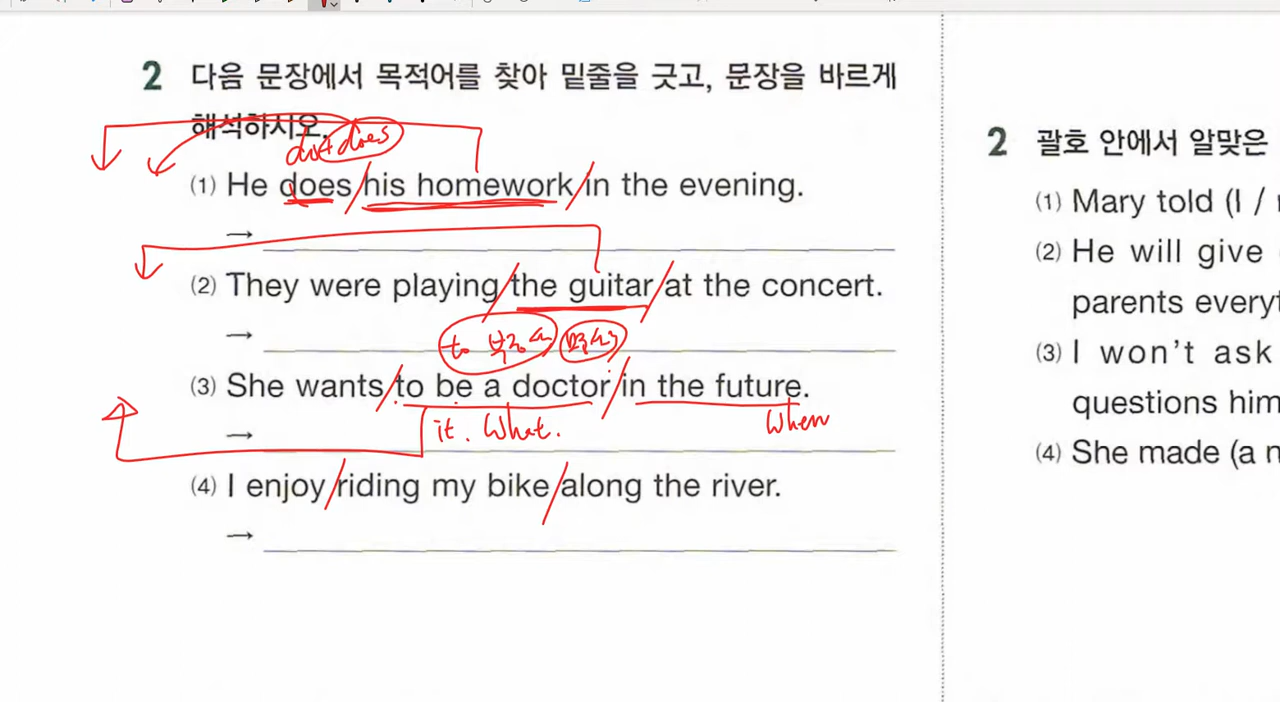 2 다음 문장에서 목적어를 찾아 밑줄을 긋고, 문장을 바르게
해석하시오.
does
(1) He does his homework in the evening.
→
(2) They were playing the guitar at the concert.
→
to
(3) She wants to be a doctor in the future.
it. What. When
→
(4) I enjoy riding my bike along the river.
→
2 괄호 안에서 알맞은
(1) Mary told (I /
(2) He will give
parents
(3) I won't ask
questions him
(4) She made (a